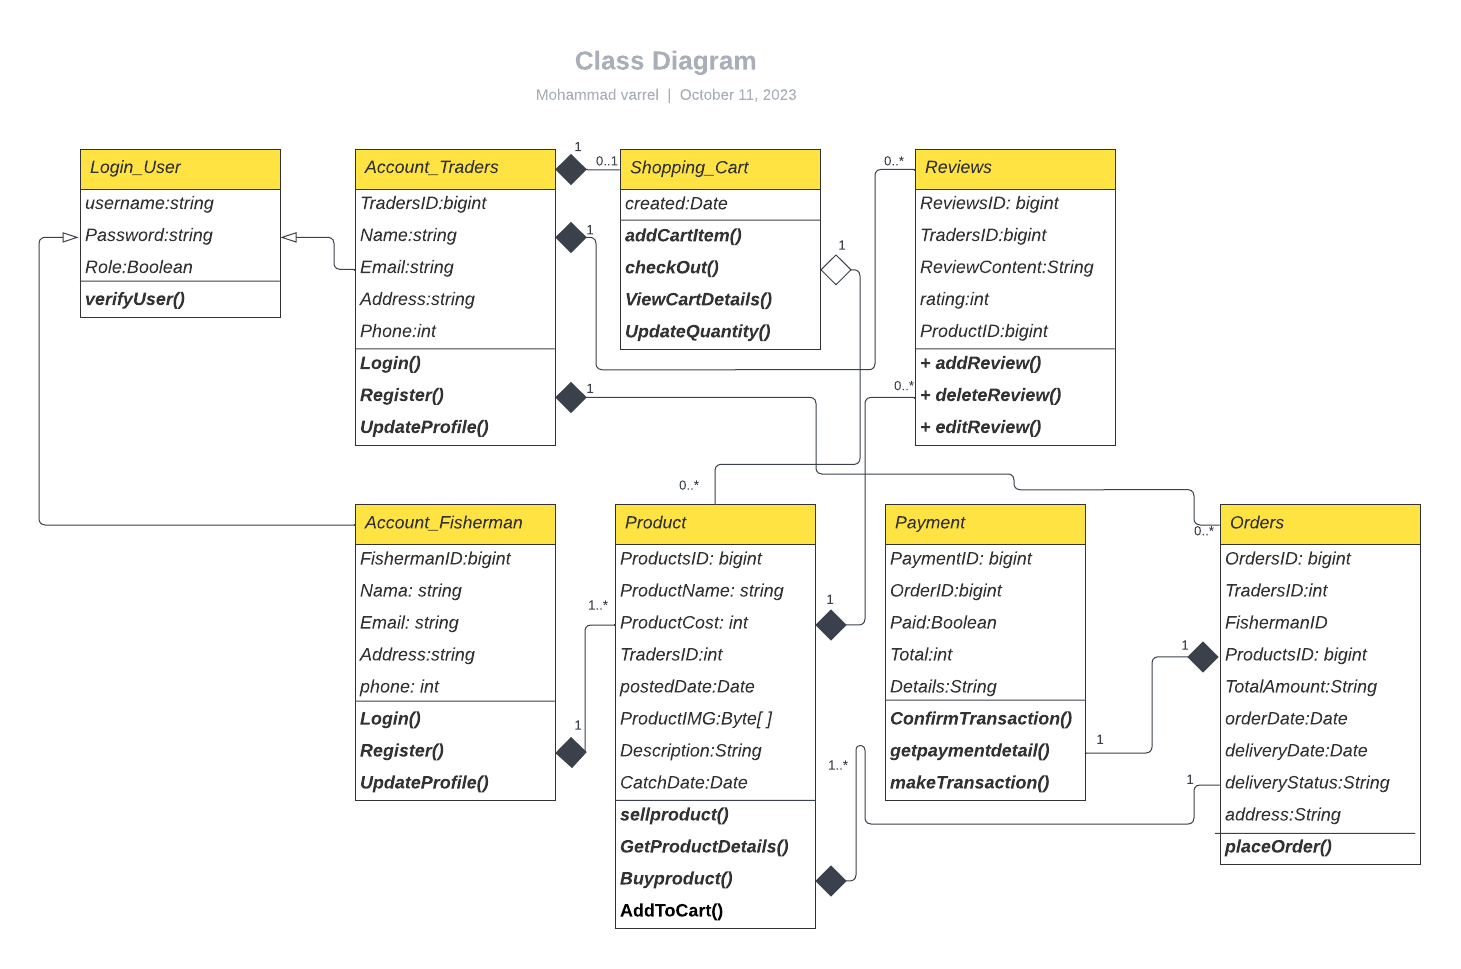 Class Diagram
Mohammad varrel | October 11, 2023
Login_User
username:string
Password:string
Role:Boolean
verifyUser()
Account_Traders
TradersID:bigint
Name:string
Email:string
Address:string
Phone:int
Login()
Register()
UpdateProfile()
1
0..1
1
1
Shopping_Cart
created:Date
addCartItem()
checkOut()
ViewCartDetails()
UpdateQuantity()
1
0..*
0..*
Reviews
ReviewsID: bigint
TradersID:bigint
ReviewContent:String
rating:int
ProductID:bigint
+ addReview()
+ deleteReview()
+ editReview()
Account_Fisherman
FishermanID:bigint
Nama: string
Email: string
Address:string
phone: int
Login()
Register()
UpdateProfile()
1
1..*
0..*
Product
ProductsID: bigint
ProductName: string
ProductCost: int
TradersID:int
postedDate:Date
ProductIMG:Byte[ ]
Description:String
CatchDate:Date
sellproduct()
GetProductDetails()
Buyproduct()
AddToCart()
1
1..*
Payment
PaymentID: bigint
OrderID:bigint
Paid:Boolean
Total:int
Details:String
ConfirmTransaction()
getpaymentdetail()
makeTransaction()
1
1
1
0..*
Orders
OrdersID: bigint
TradersID:int
FishermanID
ProductsID: bigint
TotalAmount:String
orderDate:Date
deliveryDate:Date
deliveryStatus:String
address:String
placeOrder()